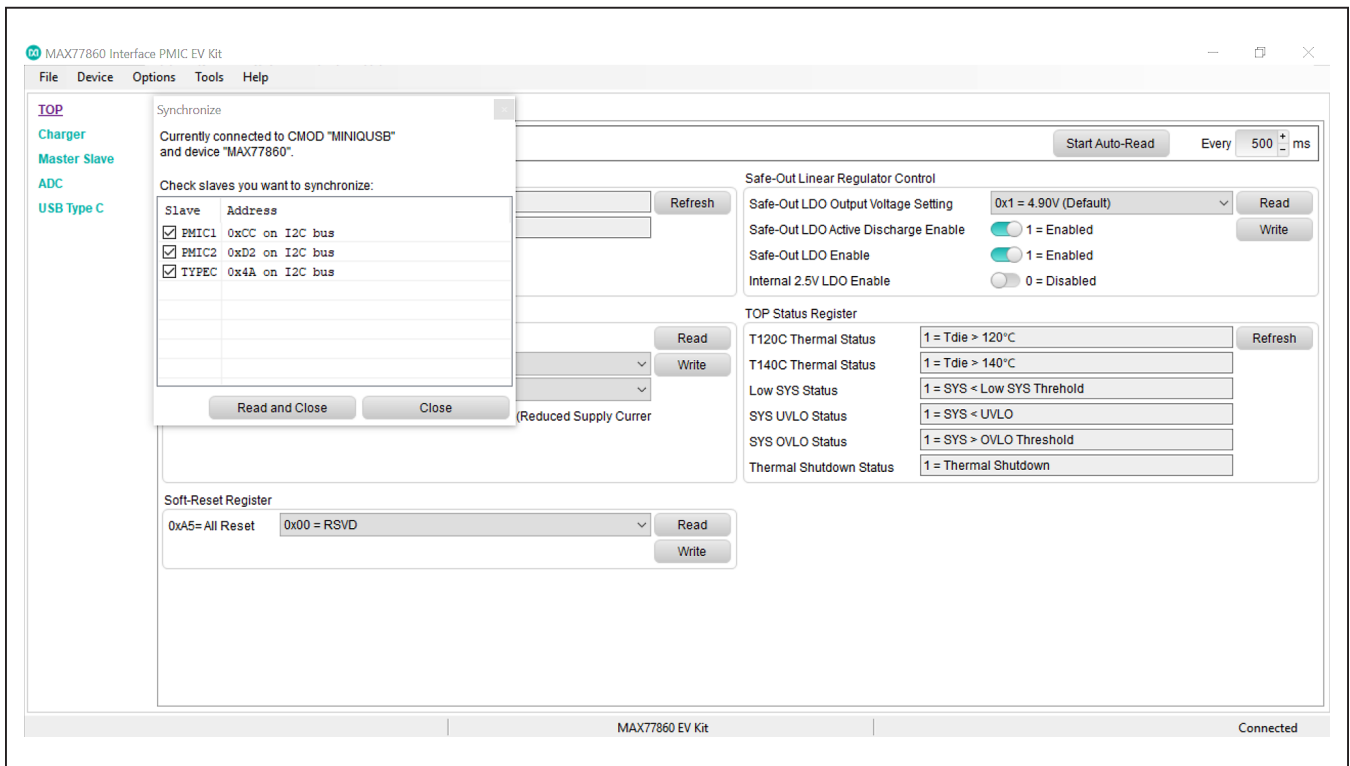 MAX77860 Interface PMIC EV Kit
File Device Options Tools Help
TOP
Charger
Master Slave
ADC
USB Type C
Synchronize
Currently connected to CMOD "MINIQUSB"
and device "MAX77860".
Check slaves you want to synchronize:
Slave Address
PMIC1 0xCC on I2C bus
PMIC2 0xD2 on I2C bus
TYPEC 0x4A on I2C bus
Read and Close Close
Start Auto-Read Every 500 + - ms
Refresh
Read
Write
(Reduced Supply Currer
Safe-Out Linear Regulator Control
Safe-Out LDO Output Voltage Setting 0x1 = 4.90V (Default) Read
Safe-Out LDO Active Discharge Enable 1 = Enabled Write
Safe-Out LDO Enable 1 = Enabled
Internal 2.5V LDO Enable 0 = Disabled
TOP Status Register
T120C Thermal Status 1 = Tdie > 120°C Refresh
T140C Thermal Status 1 = Tdie > 140°C
Low SYS Status 1 = SYS < Low SYS Threhold
SYS UVLO Status 1 = SYS < UVLO
SYS OVLO Status 1 = SYS > OVLO Threshold
Thermal Shutdown Status 1 = Thermal Shutdown
Soft-Reset Register
0xA5= All Reset 0x00 = RSVD Read
Write
MAX77860 EV Kit Connected